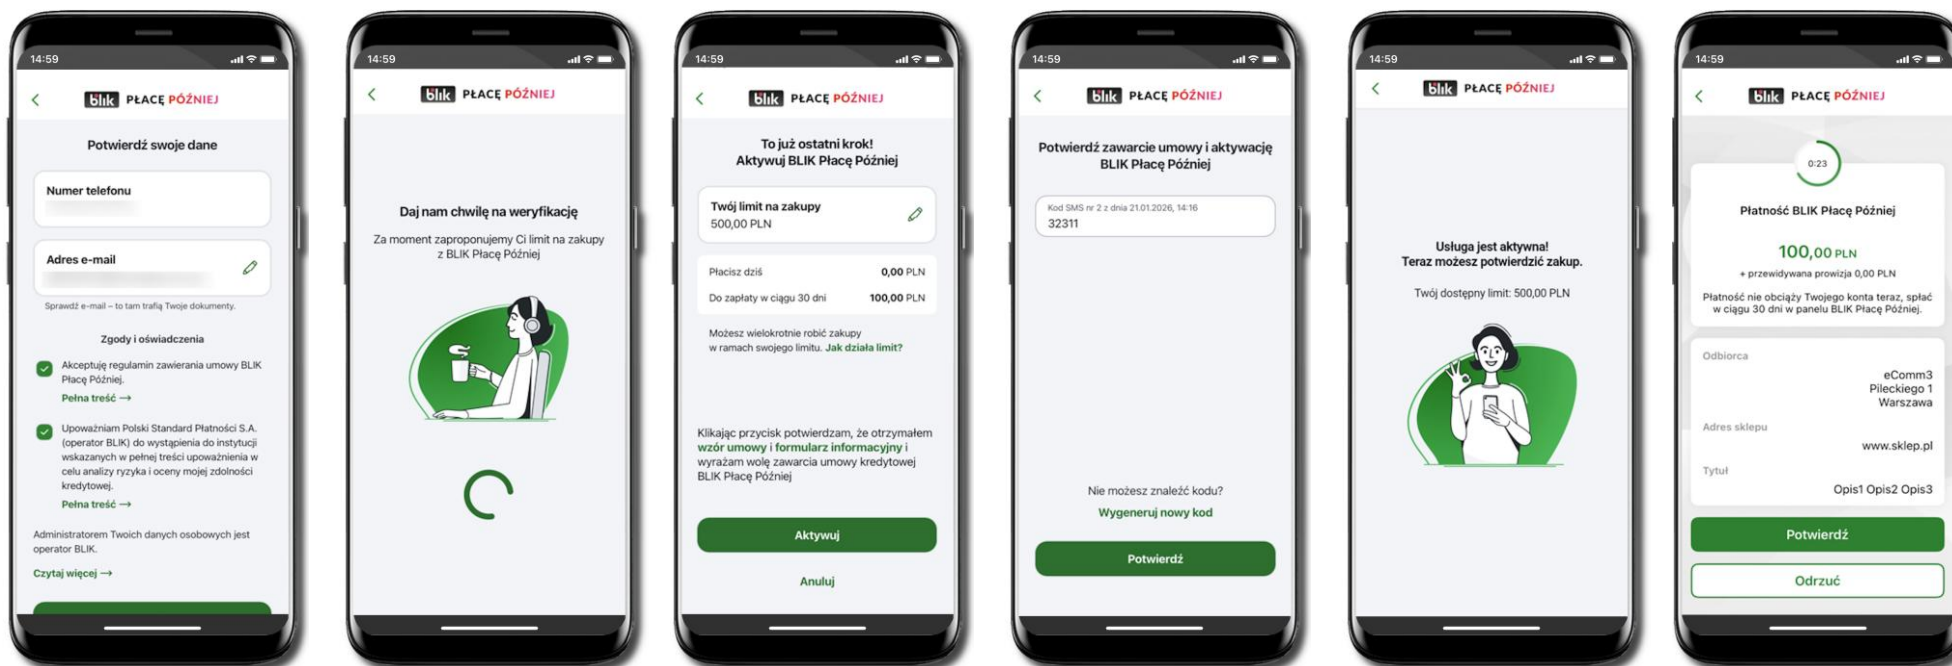 14:59
blik PŁACĘ PÓŹNIEJ
Potwierdź swoje dane
Numer telefonu
Adres e-mail
Sprawdź e-mail – to tam trafią Twoje dokumenty.
Zgody i oświadczenia
Akceptuję regulamin zawierania umowy BLIK
Płacę Później.
Pełna treść →
Upoważniam Polski Standard Płatności S.A.
(operator BLIK) do wystąpienia do instytucji
wskazanych w pełnej treści upoważnienia w
celu analizy ryzyka i oceny mojej zdolności
kredytowej.
Pełna treść →
Administratorem Twoich danych osobowych jest
operator BLIK.
Czytaj więcej →
14:59
blik PŁACĘ PÓŹNIEJ
Daj nam chwilę na weryfikację
Za moment zaproponujemy Ci limit na zakupy
z BLIK Płacę Później
14:59
blik PŁACĘ PÓŹNIEJ
To już ostatni krok!
Aktywuj BLIK Płacę Później
Twój limit na zakupy
500,00 PLN
Płacisz dziś 0,00 PLN
Do zapłaty w ciągu 30 dni 100,00 PLN
Możesz wielokrotnie robić zakupy
w ramach swojego limitu. Jak działa limit?
Klikając przycisk potwierdzam, że otrzymałem
wzór umowy i formularz informacyjny i
wyrażam wolę zawarcia umowy kredytowej
BLIK Płacę Później
Aktywuj
Anuluj
14:59
blik PŁACĘ PÓŹNIEJ
Potwierdź zawarcie umowy i aktywację
BLIK Płacę Później
Kod SMS nr 2 z dnia 21.01.2026, 14:16
32311
Nie możesz znaleźć kodu?
Wygeneruj nowy kod
Potwierdź
14:59
blik PŁACĘ PÓŹNIEJ
Usługa jest aktywna!
Teraz możesz potwierdzić zakup.
Twój dostępny limit: 500,00 PLN
14:59
blik PŁACĘ PÓŹNIEJ
0:23
Płatność BLIK Płacę Później
100,00 PLN
+ przewidywana prowizja 0,00 PLN
Płatność nie obciąży Twojego konta teraz, spłać
w ciągu 30 dni w panelu BLIK Płacę Później.
Odbiorca
eComm3
Pileckiego 1
Warszawa
Adres sklepu
www.sklep.pl
Tytuł
Opis1 Opis2 Opis3
Potwierdź
Odrzuć